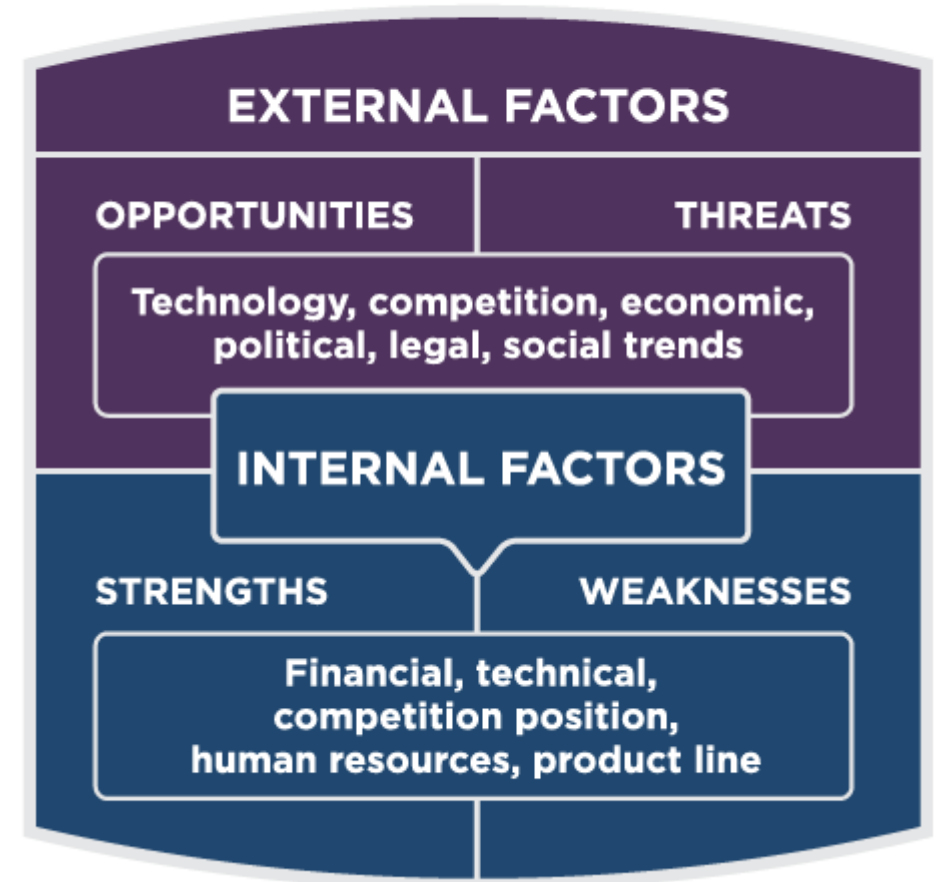 EXTERNAL FACTORS
OPPORTUNITIES
THREATS
Technology, competition, economic,
political, legal, social trends
INTERNAL FACTORS
STRENGTHS
WEAKNESSES
Financial, technical,
competition position,
human resources, product line